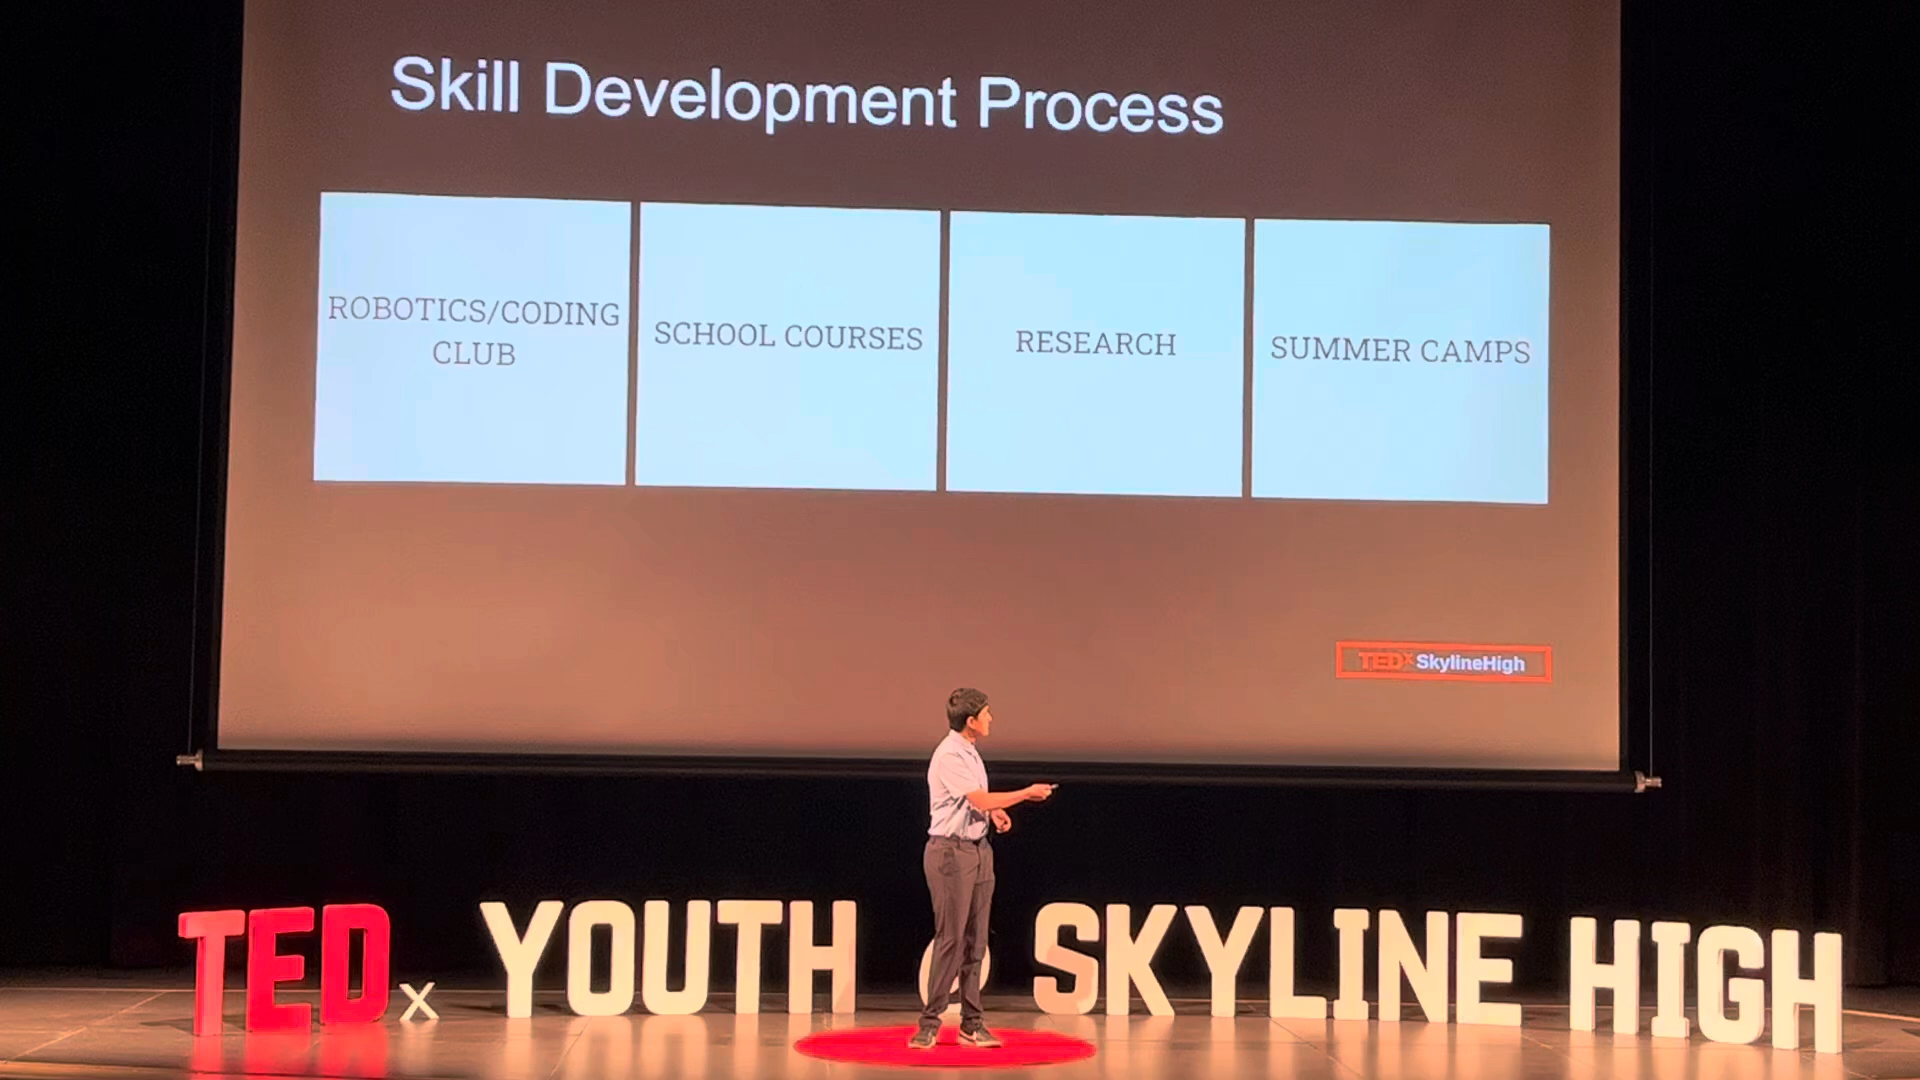 Skill Development Process
ROBOTICS/CODING
CLUB
SCHOOL COURSES
RESEARCH
SUMMER CAMPS
TEDxSkylineHigh
TEDx YOUTH @ SKYLINE HIGH